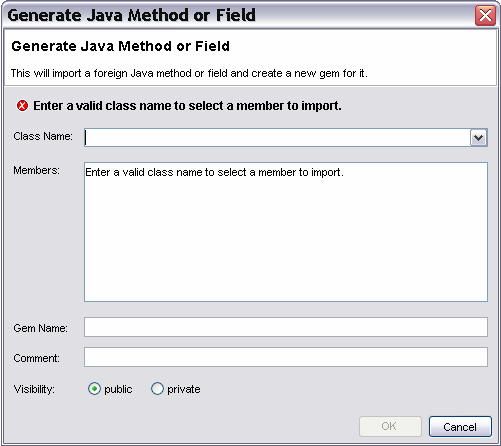 Generate Java Method or Field
Generate Java Method or Field
This will import a foreign Java method or field and create a new gem for it.
Enter a valid class name to select a member to import.
Class Name:
Members:
Enter a valid class name to select a member to import.
Gem Name:
Comment:
Visibility: public private
OK Cancel